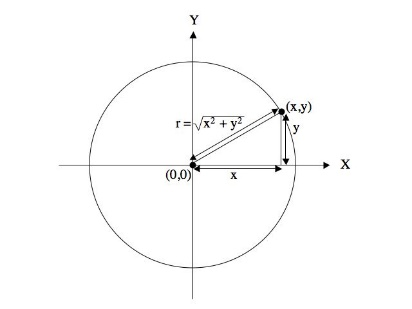 Y
r = √x² + y²
(x,y)
y
X
(0,0)
x